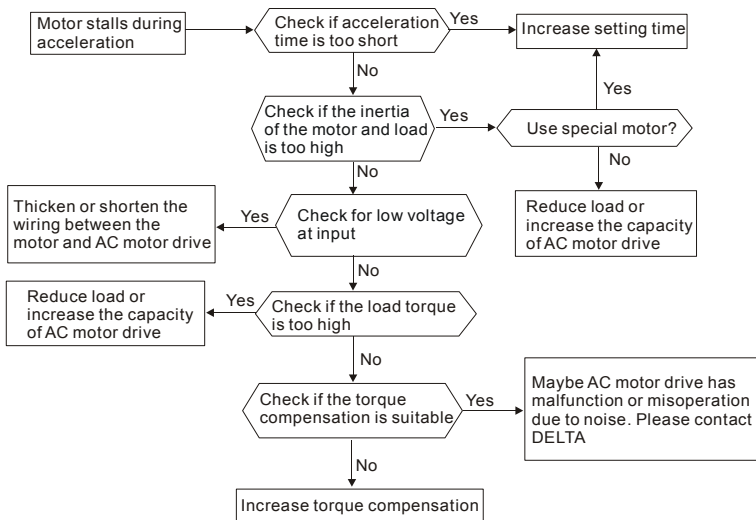 Motor stalls during
acceleration
Check if acceleration
time is too short
Yes
Increase setting time
No
Yes
Check if the inertia
of the motor and load
is too high
Yes
Use special motor?
No
No
Thicken or shorten the
wiring between the
motor and AC motor drive
Yes
Check for low voltage
at input
Reduce load or
increase the capacity
of AC motor drive
No
Reduce load or
increase the capacity
of AC motor drive
Yes
Check if the load torque
is too high
No
Check if the torque
compensation is suitable
Yes
Maybe AC motor drive has
malfunction or misoperation
due to noise. Please contact
DELTA
No
Increase torque compensation